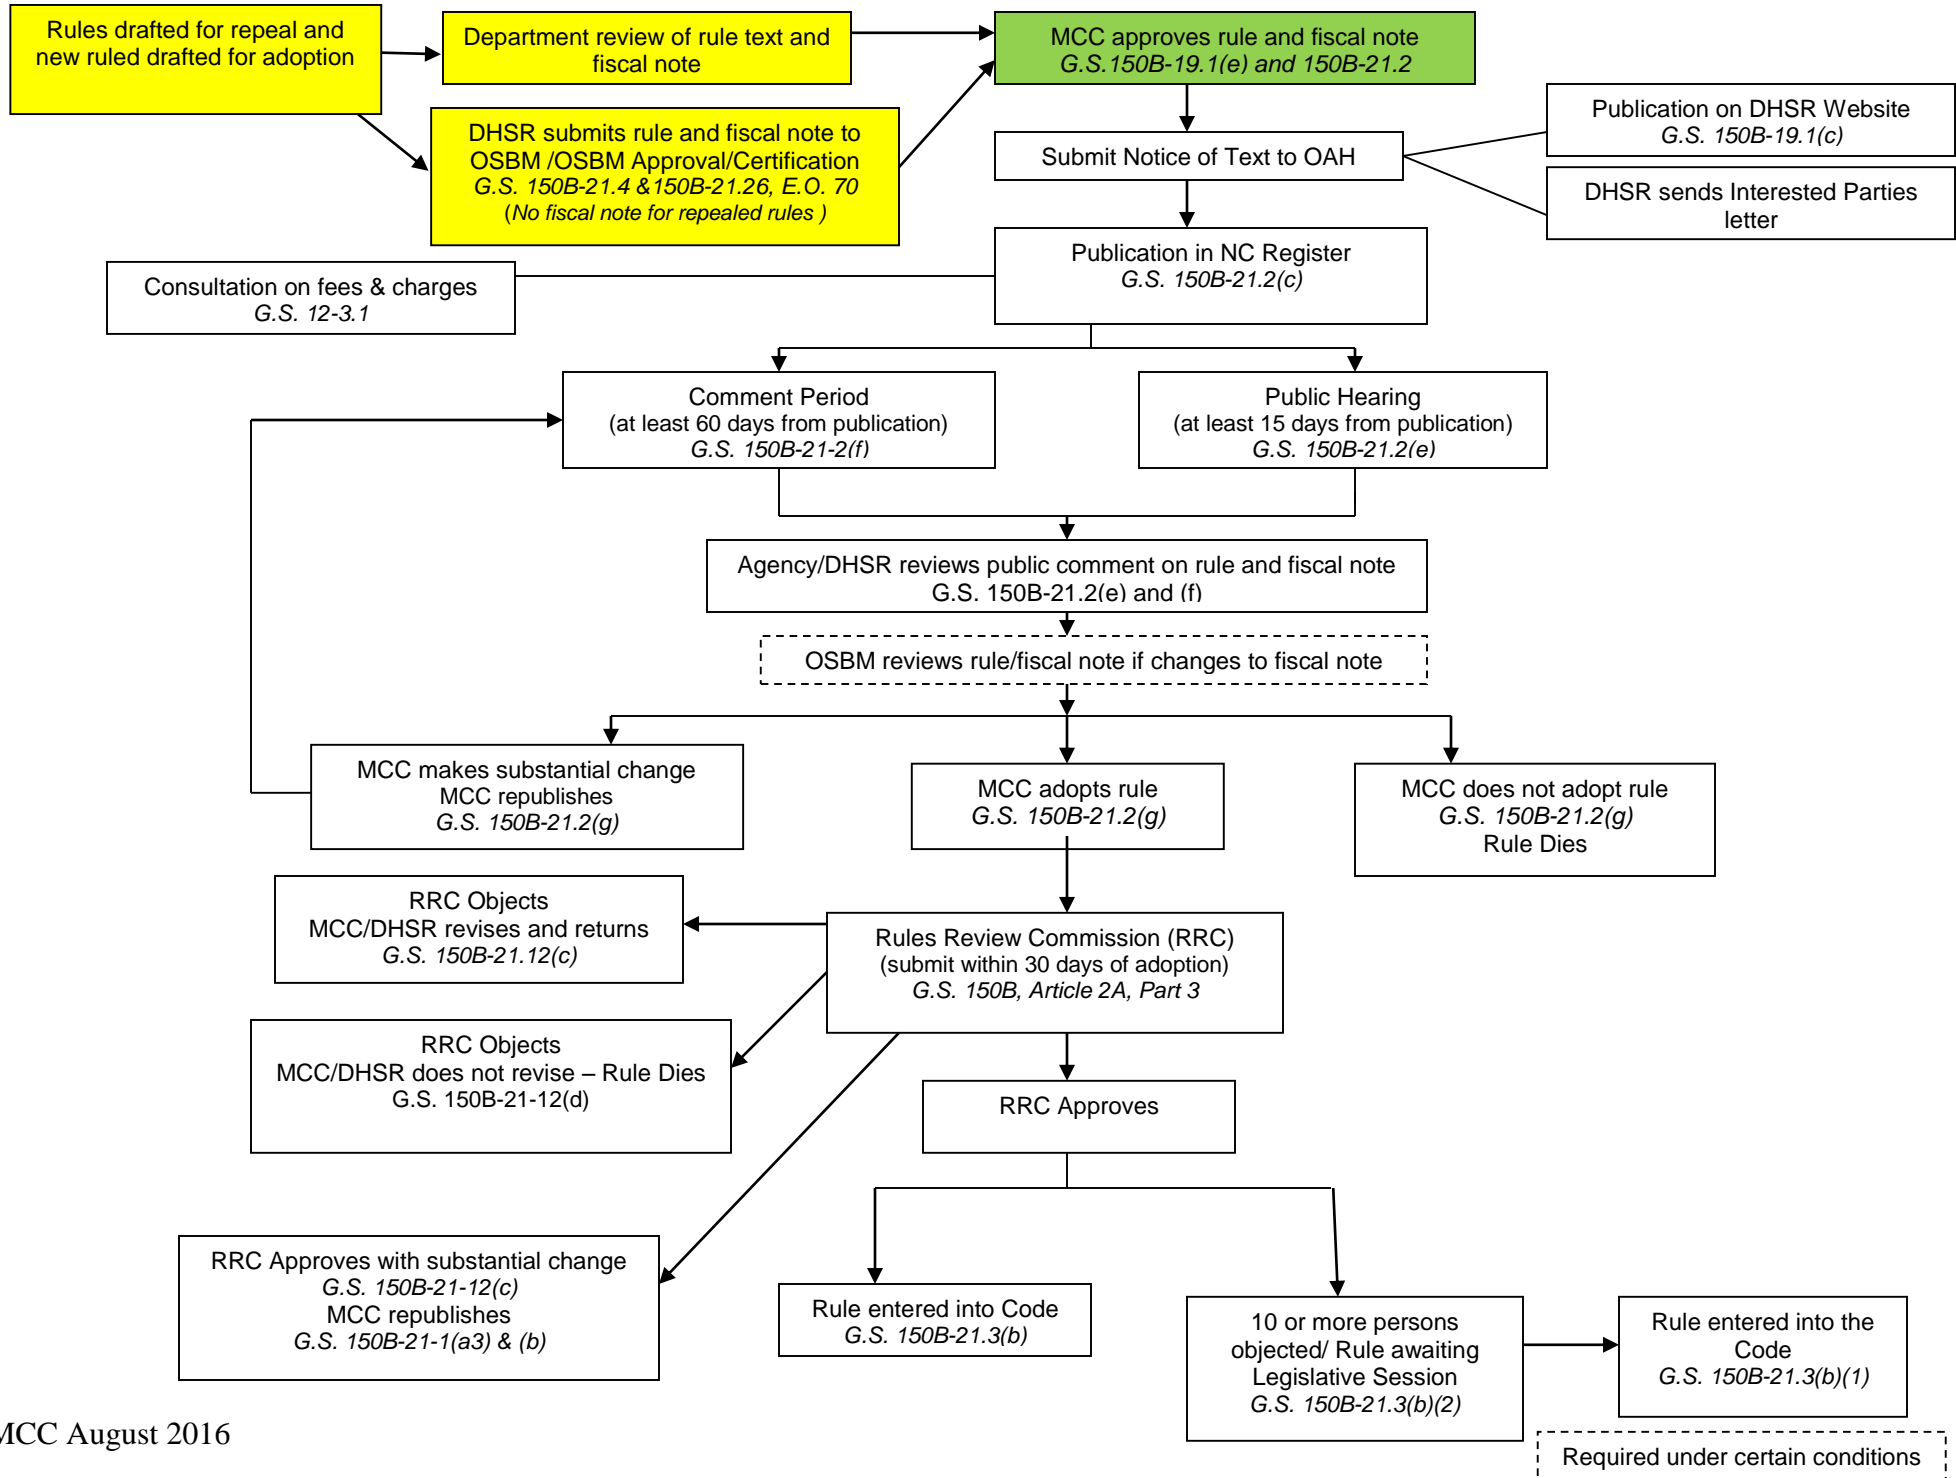 Rules drafted for repeal and
new ruled drafted for adoption
Department review of rule text and
fiscal note
MCC approves rule and fiscal note
G.S.150B-19.1(e) and 150B-21.2
DHSR submits rule and fiscal note to
OSBM /OSBM Approval/Certification
G.S. 150B-21.4 &150B-21.26, E.O. 70
(No fiscal note for repealed rules )
Submit Notice of Text to OAH
Publication on DHSR Website
G.S. 150B-19.1(c)
DHSR sends Interested Parties
letter
Publication in NC Register
G.S. 150B-21.2(c)
Consultation on fees & charges
G.S. 12-3.1
Comment Period
(at least 60 days from publication)
G.S. 150B-21-2(f)
Public Hearing
(at least 15 days from publication)
G.S. 150B-21.2(e)
Agency/DHSR reviews public comment on rule and fiscal note
G.S. 150B-21.2(e) and (f)
OSBM reviews rule/fiscal note if changes to fiscal note
MCC makes substantial change
MCC republishes
G.S. 150B-21.2(g)
MCC adopts rule
G.S. 150B-21.2(g)
MCC does not adopt rule
G.S. 150B-21.2(g)
Rule Dies
RRC Objects
MCC/DHSR revises and returns
G.S. 150B-21.12(c)
Rules Review Commission (RRC)
(submit within 30 days of adoption)
G.S. 150B, Article 2A, Part 3
RRC Objects
MCC/DHSR does not revise – Rule Dies
G.S. 150B-21-12(d)
RRC Approves
RRC Approves with substantial change
G.S. 150B-21-12(c)
MCC republishes
G.S. 150B-21-1(a3) & (b)
Rule entered into Code
G.S. 150B-21.3(b)
10 or more persons
objected/ Rule awaiting
Legislative Session
G.S. 150B-21.3(b)(2)
Rule entered into the
Code
G.S. 150B-21.3(b)(1)
MCC August 2016
Required under certain conditions